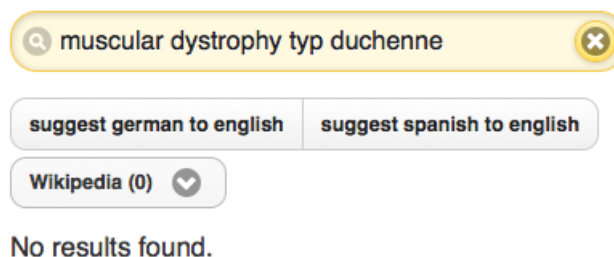 muscular dystrophy typ duchenne
suggest german to english suggest spanish to english
Wikipedia (0)
No results found.